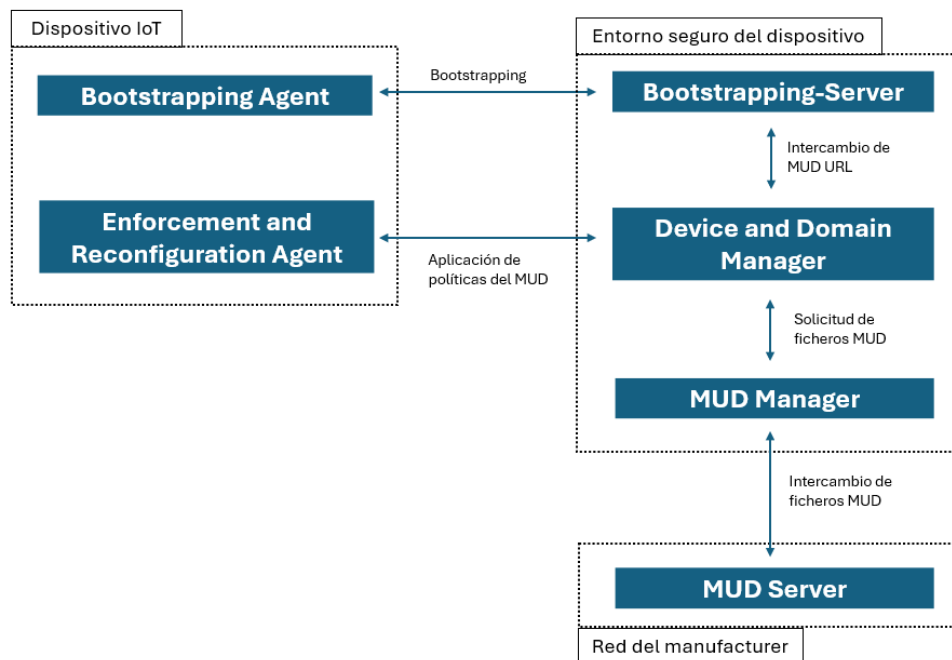 Dispositivo IoT
Entorno seguro del dispositivo
Bootstrapping Agent
Bootstrapping
Bootstrapping-Server
Intercambio de
MUD URL
Enforcement and
Reconfiguration Agent
Aplicación de
políticas del MUD
Device and Domain
Manager
Solicitud de
ficheros MUD
MUD Manager
Intercambio de
ficheros MUD
MUD Server
Red del manufacturer